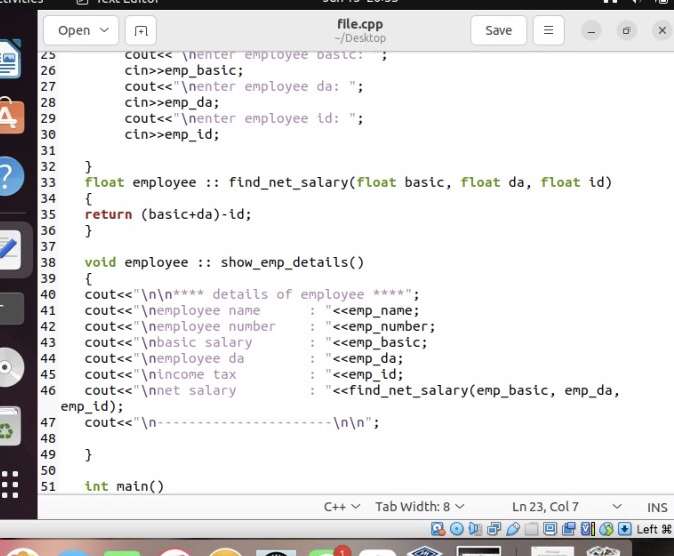 Text Editor
Open
file.cpp
~/Desktop
Save
25 cout<<"\nenter employee basic: ";
26 cin>>emp_basic;
27 cout<<"\nenter employee da: ";
28 cin>>emp_da;
29 cout<<"\nenter employee id: ";
30 cin>>emp_id;
31
32 }
33 float employee :: find_net_salary(float basic, float da, float id)
34 {
35 return (basic+da)-id;
36 }
37
38 void employee :: show_emp_details()
39 {
40 cout<<"\n\n**** details of employee ****";
41 cout<<"\nemployee name : "<<emp_name;
42 cout<<"\nemployee number : "<<emp_number;
43 cout<<"\nbasic salary : "<<emp_basic;
44 cout<<"\nemployee da : "<<emp_da;
45 cout<<"\nincome tax : "<<emp_id;
46 cout<<"\nnet salary : "<<find_net_salary(emp_basic, emp_da,
emp_id);
47 cout<<"\n----------------------\n\n";
48
49 }
50
51 int main()
C++ Tab Width: 8 Ln 23, Col 7 INS
Left ⌘
1